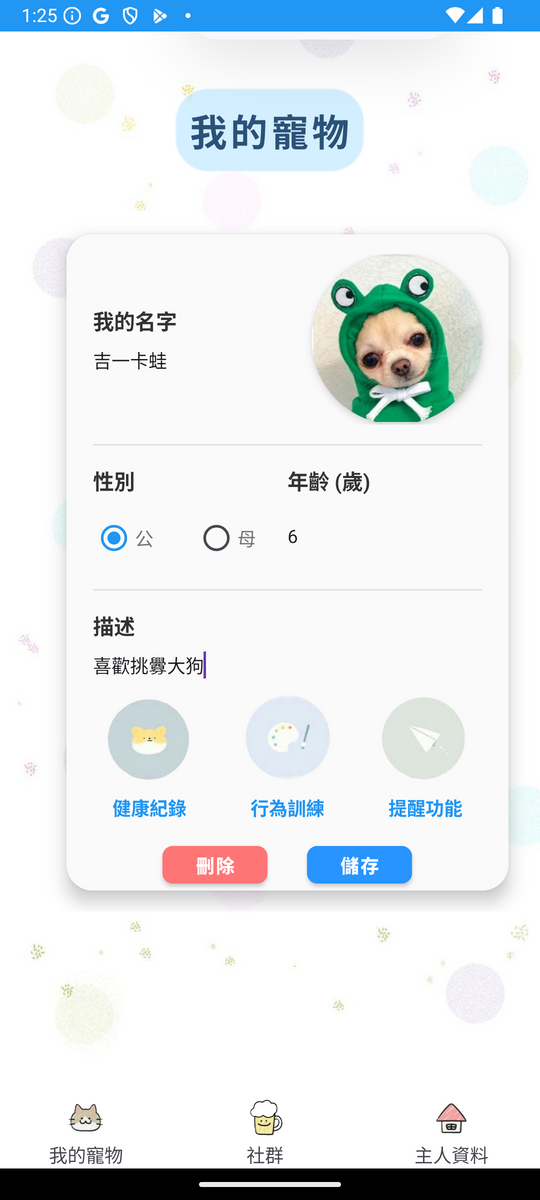 1:25
我的寵物
我的名字
吉一卡蛙
性別
年齡 (歲)
公
母
6
描述
喜歡挑釁大狗
健康紀錄
行為訓練
提醒功能
刪除
儲存
我的寵物
社群
主人資料